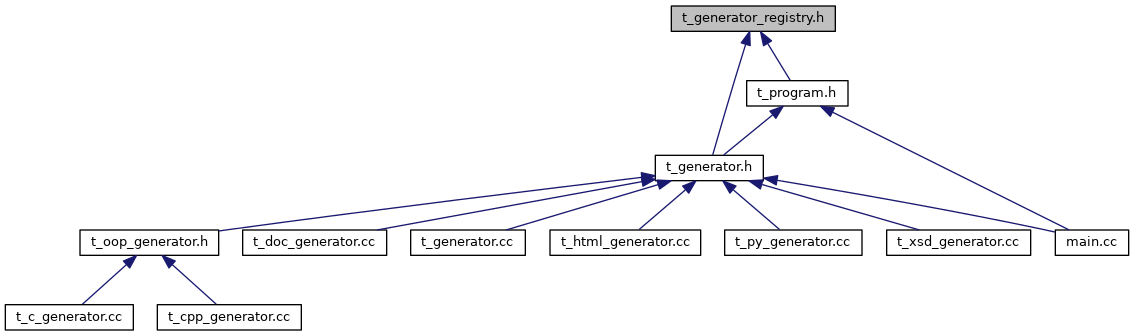 t_generator_registry.h
t_program.h
t_generator.h
t_oop_generator.h
t_doc_generator.cc
t_generator.cc
t_html_generator.cc
t_py_generator.cc
t_xsd_generator.cc
main.cc
t_c_generator.cc
t_cpp_generator.cc